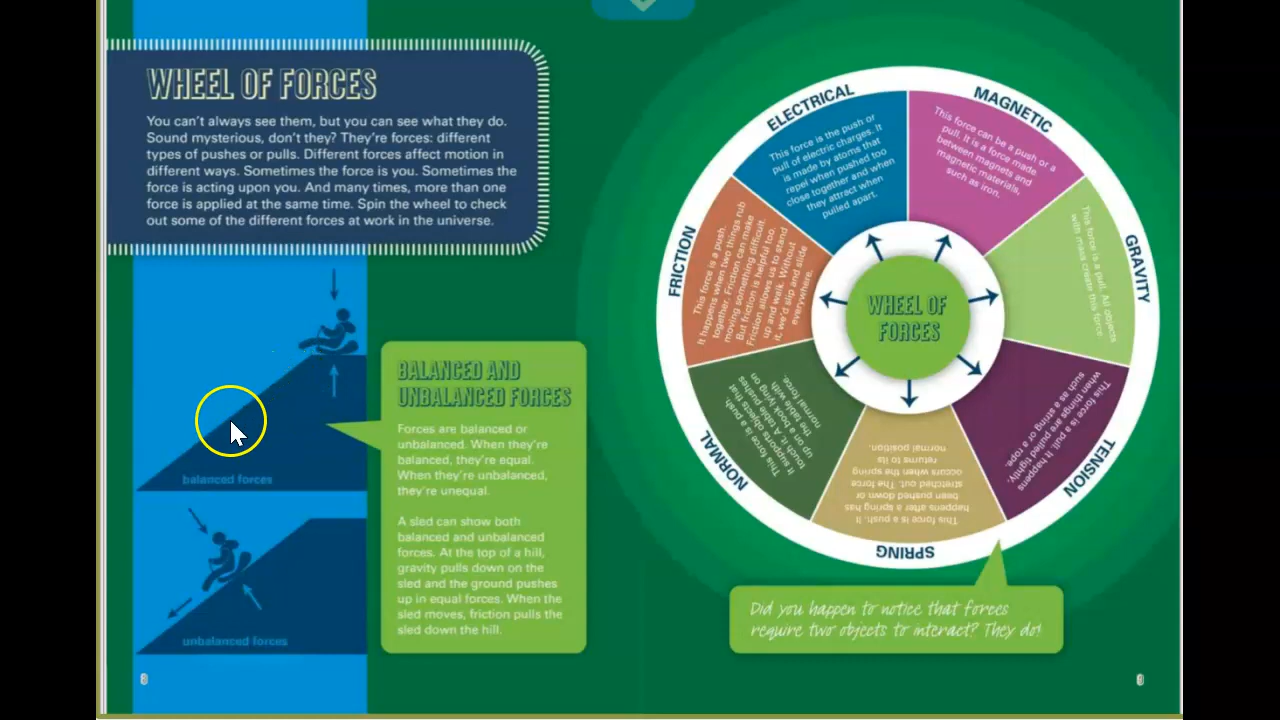 WHEEL OF FORCES
You can't always see them, but you can see what they do.
Sound mysterious, don't they? They're forces: different
types of pushes or pulls. Different forces affect motion in
different ways. Sometimes the force is you. Sometimes the
force is acting upon you. And many times, more than one
force is applied at the same time. Spin the wheel to check
out some of the different forces at work in the universe.
balanced forces
unbalanced forces
BALANCED AND
UNBALANCED FORCES
Forces are balanced or
unbalanced. When they're
balanced, they're equal.
When they're unbalanced,
they're unequal.
A sled can show both
balanced and unbalanced
forces. At the top of a hill,
gravity pulls down on the
sled and the ground pushes
up in equal forces. When the
sled moves, friction pulls the
sled down the hill.
8
ELECTRICAL
This force is the push or
pull of electric charges. It
is made by atoms that
repel when pushed too
close together and when
they attract when
pulled apart.
MAGNETIC
This force can be a push or a
pull. It is a force made
between magnets and
magnetic materials,
such as iron.
GRAVITY
This force is a pull. All objects
with mass create this force.
TENSION
This force is a pull. It happens
when things are pulled tightly,
such as a string or a rope.
SPRING
This force is a push. It
happens after a spring has
been pushed down or
stretched out. The force
occurs when the spring
returns to its
normal position.
NORMAL
This force is a push.
It supports objects that
touch it. A table pushes
up on a book lying on
the table with
normal force.
FRICTION
This force is a push.
It happens when two things rub
together. Friction can make
moving something difficult.
But friction is helpful too.
Friction allows us to stand
up and walk. Without
it, we'd slip and slide
everywhere.
WHEEL OF
FORCES
Did you happen to notice that forces
require two objects to interact? They do!
9